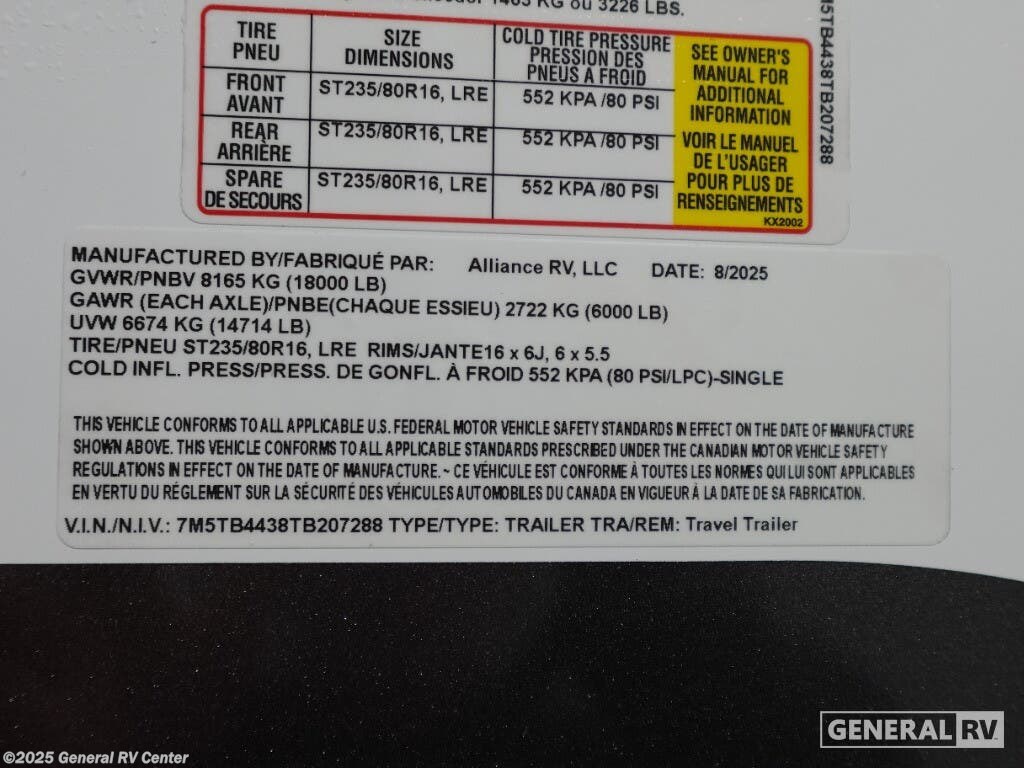 1463 KG ou 3226 LBS.
TIRE
PNEU
SIZE
DIMENSIONS
COLD TIRE PRESSURE
PRESSION DES
PNEUS A FROID
SEE OWNER'S
MANUAL FOR
ADDITIONAL
INFORMATION
VOIR LE MANUEL
DE L'USAGER
POUR PLUS DE
RENSEIGNEMENTS
KX2002
FRONT
AVANT
ST235/80R16, LRE
552 KPA /80 PSI
REAR
ARRIÈRE
ST235/80R16, LRE
552 KPA /80 PSI
SPARE
DE SECOURS
ST235/80R16, LRE
552 KPA /80 PSI
5TB4438TB207288
MANUFACTURED BY/FABRIQUÉ PAR: Alliance RV, LLC DATE: 8/2025
GVWR/PNBV 8165 KG (18000 LB)
GAWR (EACH AXLE)/PNBE(CHAQUE ESSIEU) 2722 KG (6000 LB)
UVW 6674 KG (14714 LB)
TIRE/PNEU ST235/80R16, LRE RIMS/JANTE16 x 6J, 6 x 5.5
COLD INFL. PRESS/PRESS. DE GONFL. À FROID 552 KPA (80 PSI/LPC)-SINGLE
THIS VEHICLE CONFORMS TO ALL APPLICABLE U.S. FEDERAL MOTOR VEHICLE SAFETY STANDARDS IN EFFECT ON THE DATE OF MANUFACTURE
SHOWN ABOVE. THIS VEHICLE CONFORMS TO ALL APPLICABLE STANDARDS PRESCRIBED UNDER THE CANADIAN MOTOR VEHICLE SAFETY
REGULATIONS IN EFFECT ON THE DATE OF MANUFACTURE. ~ CE VÉHICULE EST CONFORME À TOUTES LES NORMES QUI LUI SONT APPLICABLES
EN VERTU DU RÉGLEMENT SUR LA SÉCURITÉ DES VÉHICULES AUTOMOBILES DU CANADA EN VIGUEUR À LA DATE DE SA FABRICATION.
V.I.N./N.I.V.: 7M5TB4438TB207288 TYPE/TYPE: TRAILER TRA/REM: Travel Trailer
GENERAL RV
©2025 General RV Center